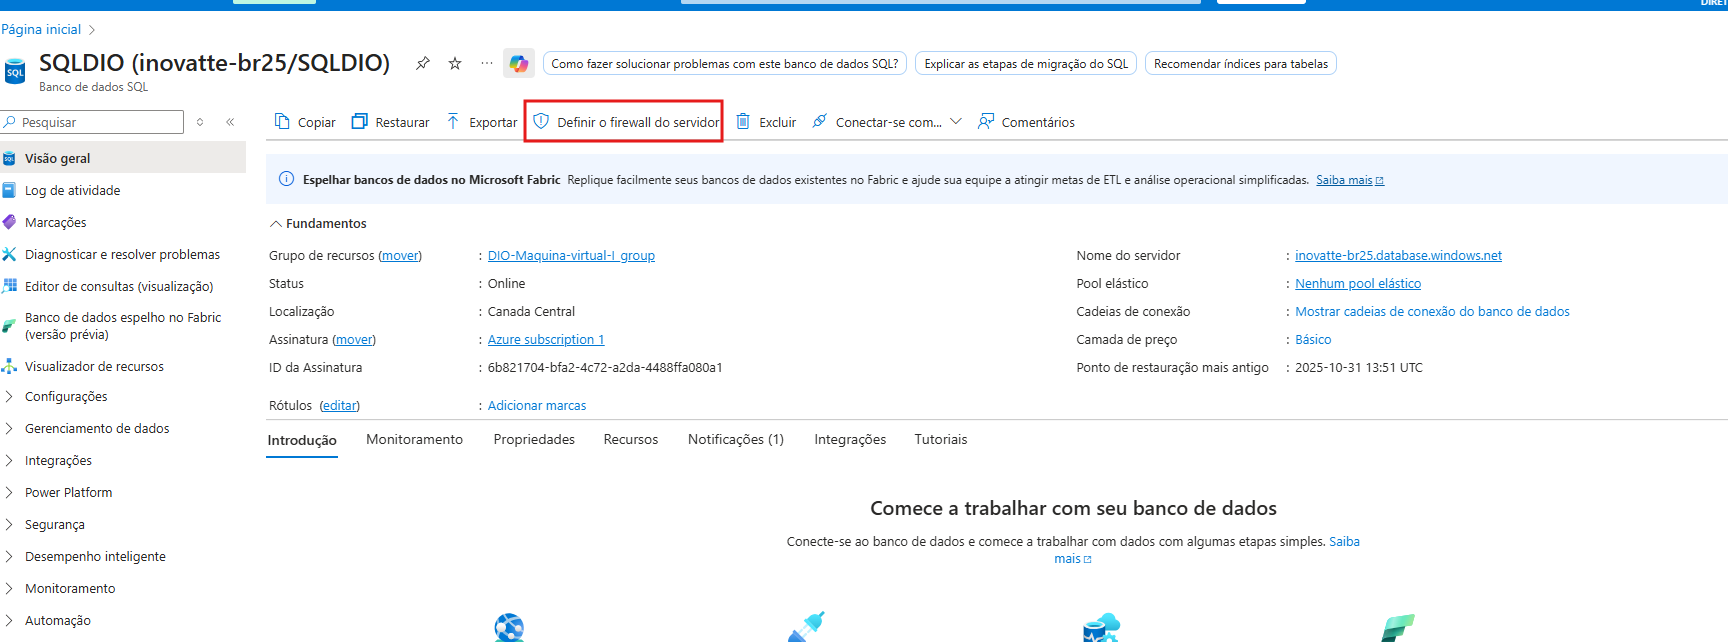 DIRET
Página inicial
SQLDIO (inovatte-br25/SQLDIO)
Como fazer solucionar problemas com este banco de dados SQL?
Explicar as etapas de migração do SQL
Recomendar índices para tabelas
SQL
Banco de dados SQL
Pesquisar
Copiar
Restaurar
Exportar
Definir o firewall do servidor
Excluir
Conectar-se com...
Comentários
Visão geral
Log de atividade
Marcações
Diagnosticar e resolver problemas
Editor de consultas (visualização)
Banco de dados espelho no Fabric
(versão prévia)
Visualizador de recursos
Configurações
Gerenciamento de dados
Integrações
Power Platform
Segurança
Desempenho inteligente
Monitoramento
Automação
Espelhar bancos de dados no Microsoft Fabric Replique facilmente seus bancos de dados existentes no Fabric e ajude sua equipe a atingir metas de ETL e análise operacional simplificadas. Saiba mais
Fundamentos
Grupo de recursos (mover) : DIO-Maquina-virtual-I_group
Status : Online
Localização : Canada Central
Assinatura (mover) : Azure subscription 1
ID da Assinatura : 6b821704-bfa2-4c72-a2da-4488ffa080a1
Rótulos (editar) : Adicionar marcas
Nome do servidor : inovatte-br25.database.windows.net
Pool elástico : Nenhum pool elástico
Cadeias de conexão : Mostrar cadeias de conexão do banco de dados
Camada de preço : Básico
Ponto de restauração mais antigo : 2025-10-31 13:51 UTC
Introdução
Monitoramento
Propriedades
Recursos
Notificações (1)
Integrações
Tutoriais
Comece a trabalhar com seu banco de dados
Conecte-se ao banco de dados e comece a trabalhar com dados com algumas etapas simples. Saiba
mais